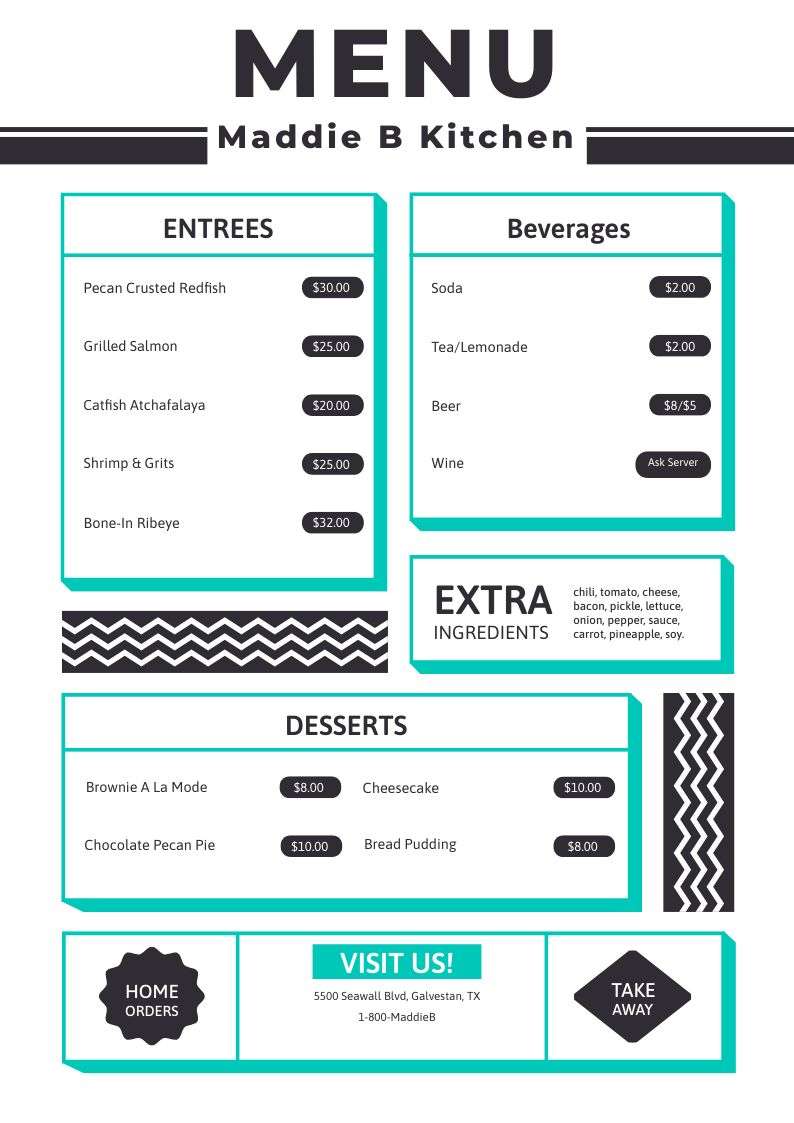 MENU
Maddie B Kitchen
ENTREES
Pecan Crusted Redfish $30.00
Grilled Salmon $25.00
Catfish Atchafalaya $20.00
Shrimp & Grits $25.00
Bone-In Ribeye $32.00
Beverages
Soda $2.00
Tea/Lemonade $2.00
Beer $8/$5
Wine Ask Server
EXTRA
INGREDIENTS
chili, tomato, cheese,
bacon, pickle, lettuce,
onion, pepper, sauce,
carrot, pineapple, soy.
DESSERTS
Brownie A La Mode $8.00 Cheesecake $10.00
Chocolate Pecan Pie $10.00 Bread Pudding $8.00
HOME
ORDERS
VISIT US!
5500 Seawall Blvd, Galvestan, TX
1-800-MaddieB
TAKE
AWAY